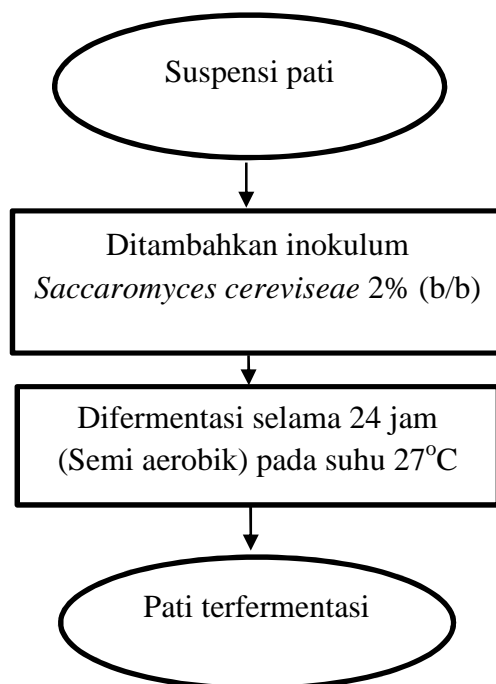 Suspensi pati
Ditambahkan inokulum
Saccaromyces cereviseae 2% (b/b)
Difermentasi selama 24 jam
(Semi aerobik) pada suhu 27°C
Pati terfermentasi